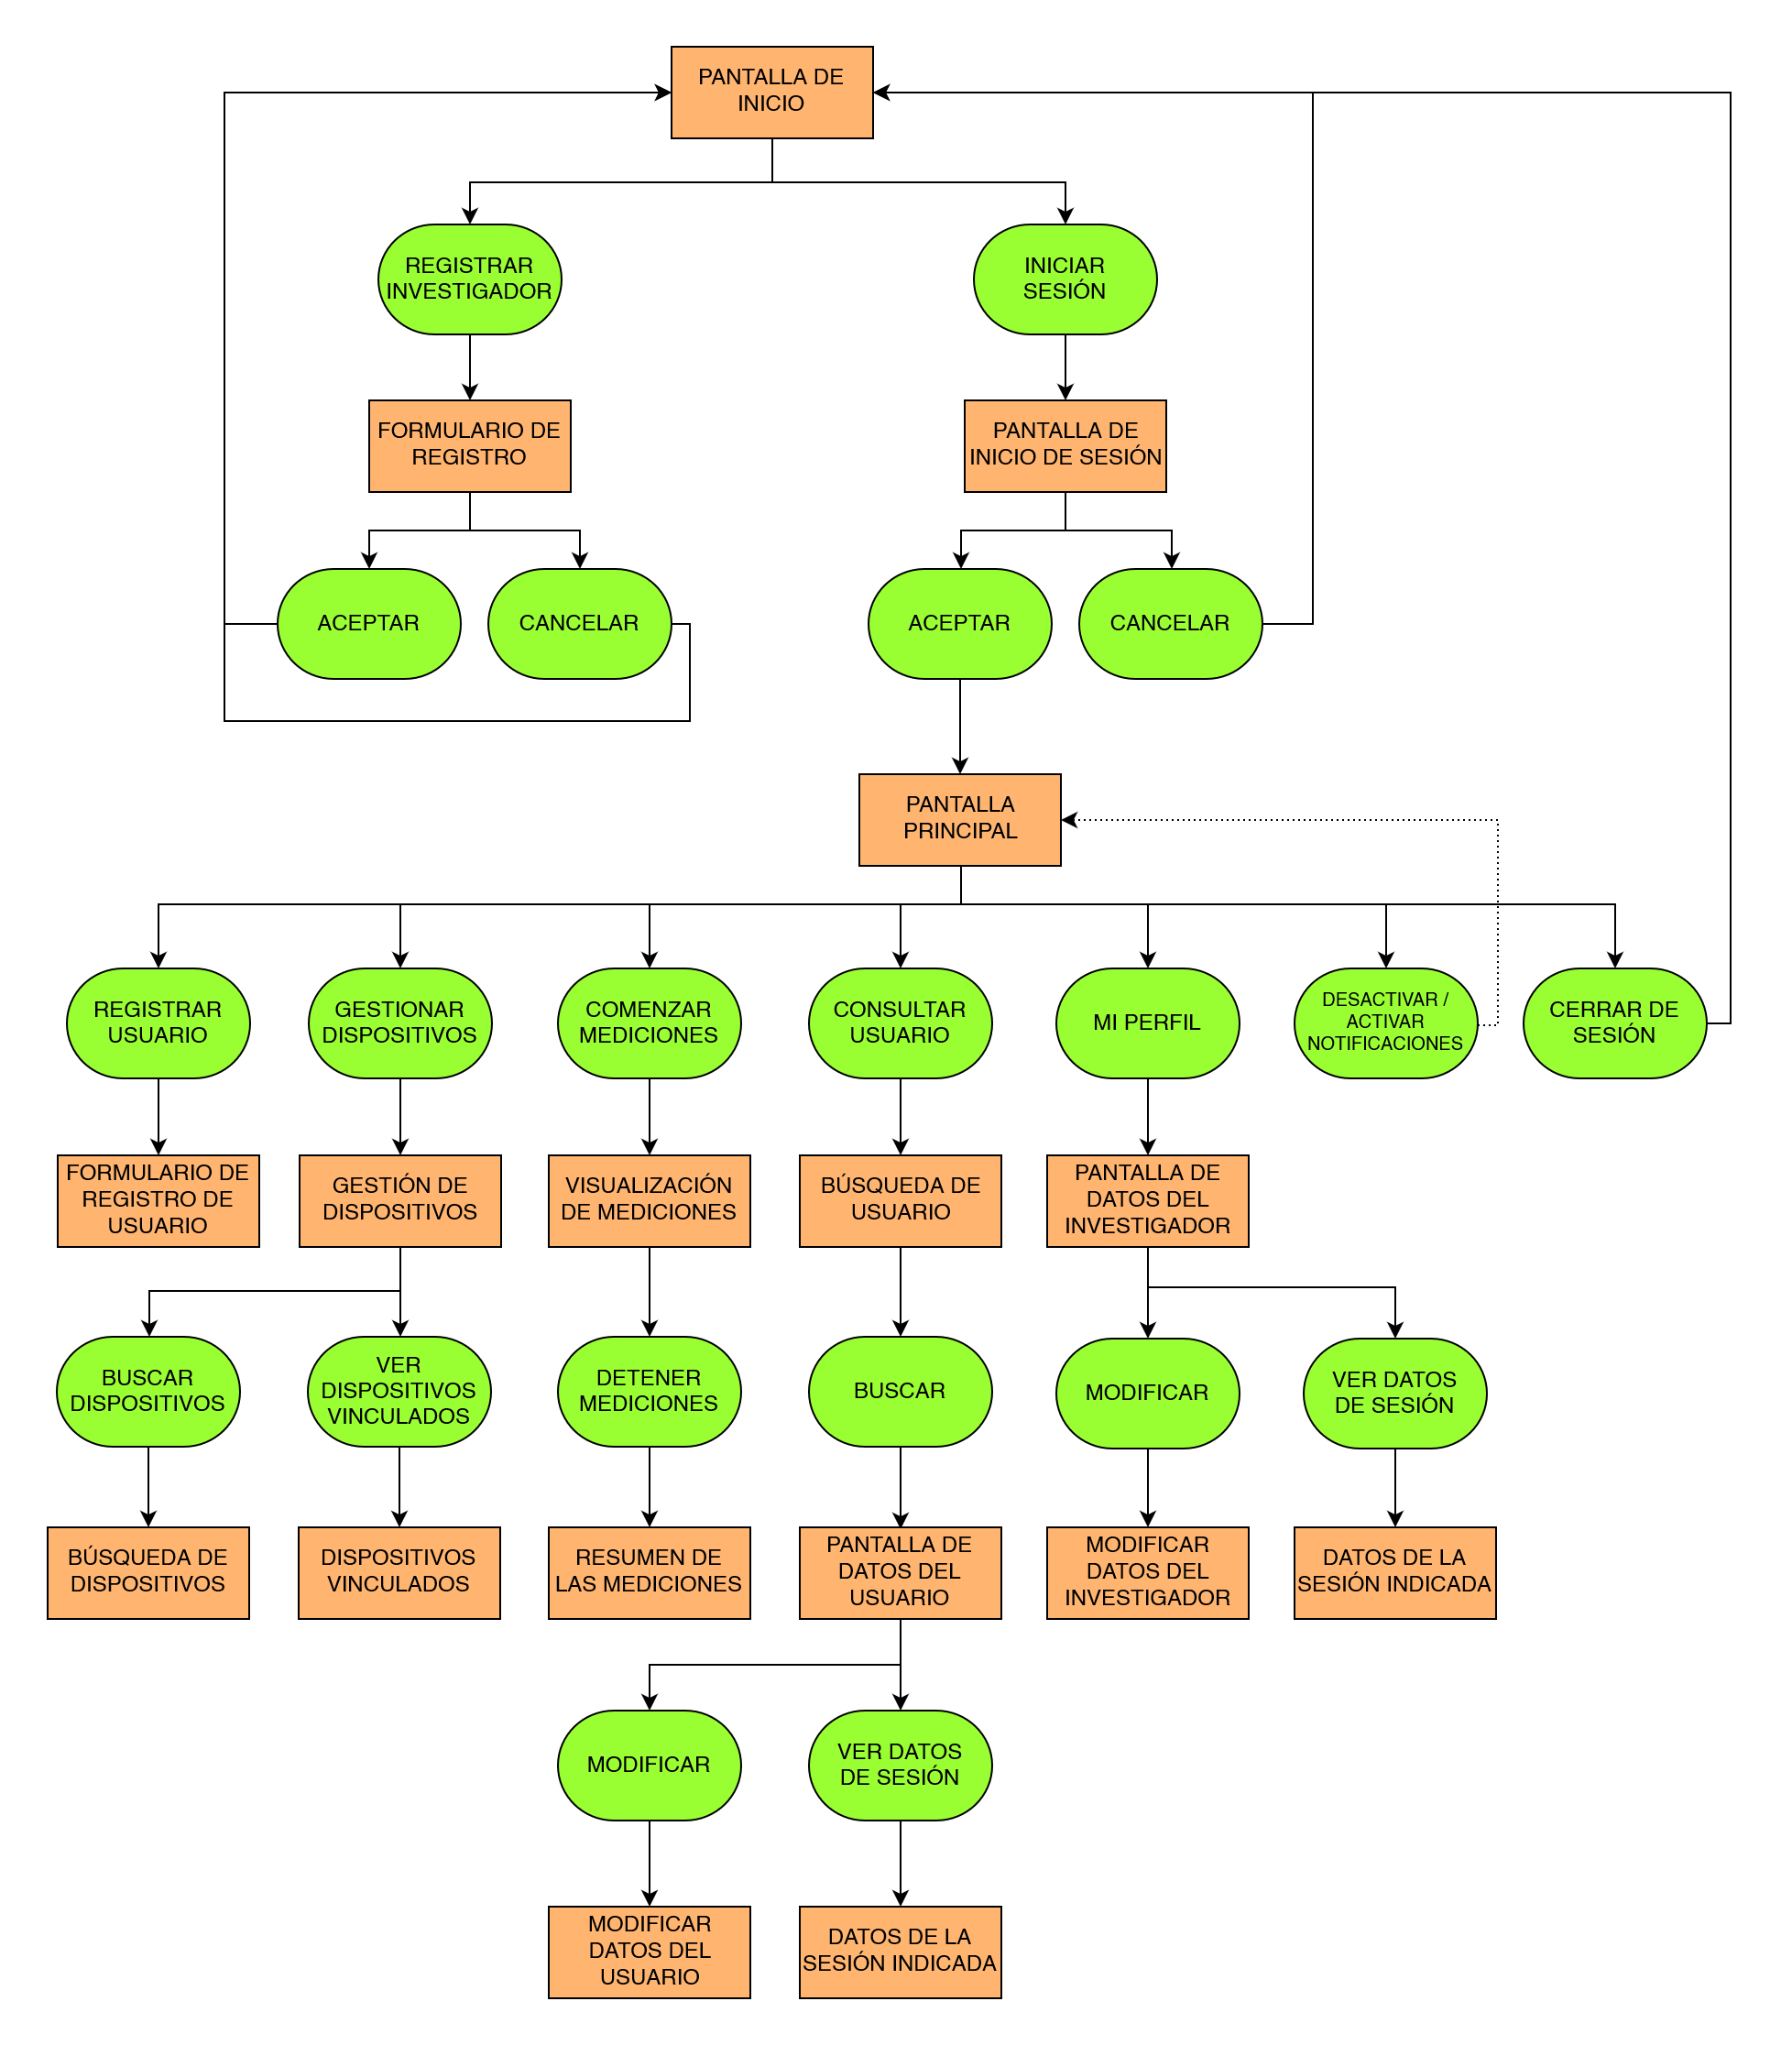 PANTALLA DE
INICIO
REGISTRAR
INVESTIGADOR
INICIAR
SESIÓN
FORMULARIO DE
REGISTRO
PANTALLA DE
INICIO DE SESIÓN
ACEPTAR
CANCELAR
ACEPTAR
CANCELAR
PANTALLA
PRINCIPAL
REGISTRAR
USUARIO
GESTIONAR
DISPOSITIVOS
COMENZAR
MEDICIONES
CONSULTAR
USUARIO
MI PERFIL
DESACTIVAR /
ACTIVAR
NOTIFICACIONES
CERRAR DE
SESIÓN
FORMULARIO DE
REGISTRO DE
USUARIO
GESTIÓN DE
DISPOSITIVOS
VISUALIZACIÓN
DE MEDICIONES
BÚSQUEDA DE
USUARIO
PANTALLA DE
DATOS DEL
INVESTIGADOR
BUSCAR
DISPOSITIVOS
VER
DISPOSITIVOS
VINCULADOS
DETENER
MEDICIONES
BUSCAR
MODIFICAR
VER DATOS
DE SESIÓN
BÚSQUEDA DE
DISPOSITIVOS
DISPOSITIVOS
VINCULADOS
RESUMEN DE
LAS MEDICIONES
PANTALLA DE
DATOS DEL
USUARIO
MODIFICAR
DATOS DEL
INVESTIGADOR
DATOS DE LA
SESIÓN INDICADA
MODIFICAR
VER DATOS
DE SESIÓN
MODIFICAR
DATOS DEL
USUARIO
DATOS DE LA
SESIÓN INDICADA